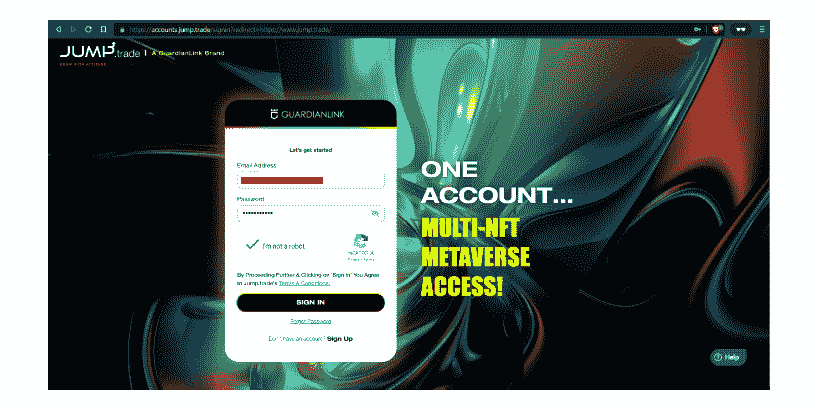 https://accounts.jump.trade/signin?redirect=https://www.jump.trade/
JUMP.trade | A GuardianLink Brand
GUARDIANLINK
Let's get started
Email Address
Password
I'm not a robot
reCAPTCHA
By Proceeding Further & Clicking on "Sign in" You Agree
to Jump.trade's Terms & Conditions.
SIGN IN
Forgot Password
Don't have an account? Sign Up
ONE
ACCOUNT...
MULTI-NFT
METAVERSE
ACCESS!
Help